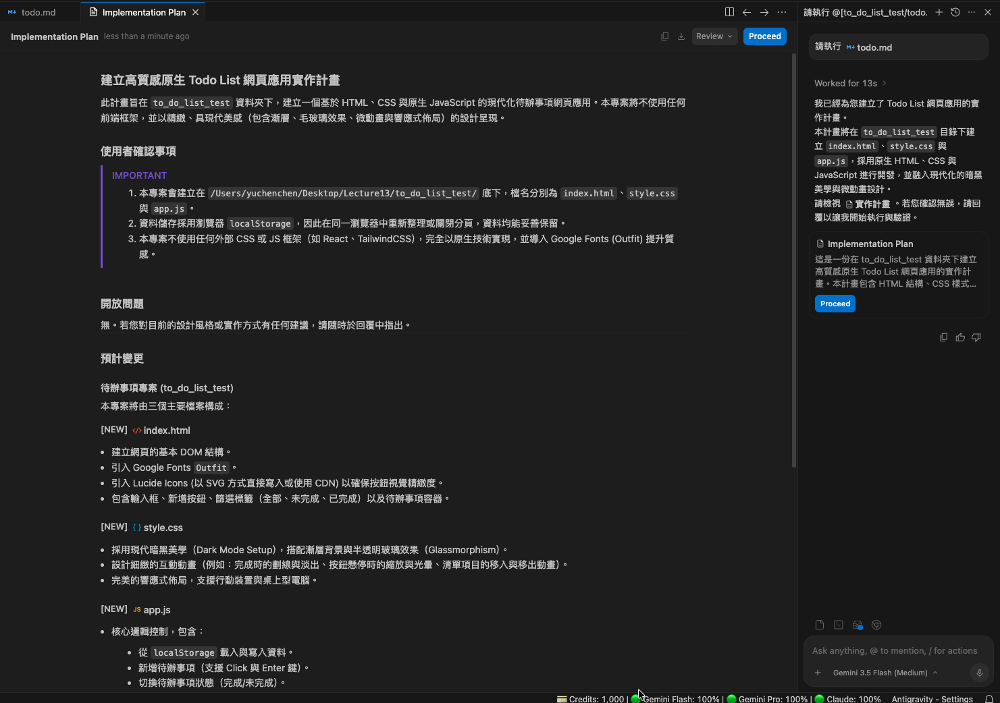 todo.md
Implementation Plan
請執行 @[to_do_list_test/todo.
Implementation Plan less than a minute ago
Review
Proceed
建立高質感原生 Todo List 網頁應用實作計畫
此計畫旨在 to_do_list_test 資料夾下，建立一個基於 HTML、CSS 與原生 JavaScript 的現代化待辦事項網頁應用。本專案將不使用任何
前端框架，並以精緻、具現代美感（包含漸層、毛玻璃效果、微動畫與響應式佈局）的設計呈現。
使用者確認事項
IMPORTANT
1. 本專案會建立在 /Users/yuchenchen/Desktop/Lecture13/to_do_list_test/ 底下，檔名分別為 index.html、style.css
與 app.js。
2. 資料儲存採用瀏覽器 localStorage，因此在同一瀏覽器中重新整理或關閉分頁，資料均能妥善保留。
3. 本專案不使用任何外部 CSS 或 JS 框架（如 React、TailwindCSS），完全以原生技術實現，並導入 Google Fonts (Outfit) 提升質
感。
開放問題
無。若您對目前的設計風格或實作方式有任何建議，請隨時於回覆中指出。
預計變更
待辦事項專案 (to_do_list_test)
本專案將由三個主要檔案構成：
[NEW] </> index.html
• 建立網頁的基本 DOM 結構。
• 引入 Google Fonts Outfit。
• 引入 Lucide Icons (以 SVG 方式直接寫入或使用 CDN) 以確保按鈕視覺精緻度。
• 包含輸入框、新增按鈕、篩選標籤（全部、未完成、已完成）以及待辦事項容器。
[NEW] { } style.css
• 採用現代暗黑美學（Dark Mode Setup），搭配漸層背景與半透明玻璃效果（Glassmorphism）。
• 設計細緻的互動動畫（例如：完成時的劃線與淡出、按鈕懸停時的縮放與光暈、清單項目的移入與移出動畫）。
• 完美的響應式佈局，支援行動裝置與桌上型電腦。
[NEW] JS app.js
• 核心邏輯控制，包含：
• 從 localStorage 載入與寫入資料。
• 新增待辦事項（支援 Click 與 Enter 鍵）。
• 切換待辦事項狀態（完成/未完成）。
請執行 todo.md
Worked for 13s
我已經為您建立了 Todo List 網頁應用的實
作計畫。
本計畫將在 to_do_list_test 目錄下建
立 index.html、style.css 與
app.js，採用原生 HTML、CSS 與
JavaScript 進行開發，並融入現代化的暗黑
美學與微動畫設計。
請檢視 實作計畫。若您確認無誤，請回
覆以讓我開始執行與驗證。
Implementation Plan
這是一份在 to_do_list_test 資料夾下建立
高質感原生 Todo List 網頁應用的實作計
畫。本計畫包含 HTML 結構、CSS 樣式...
Proceed
Ask anything, @ to mention, / for actions
Gemini 3.5 Flash (Medium)
Credits: 1,000 | Gemini Flash: 100% | Gemini Pro: 100% | Claude: 100% Antigravity - Settings